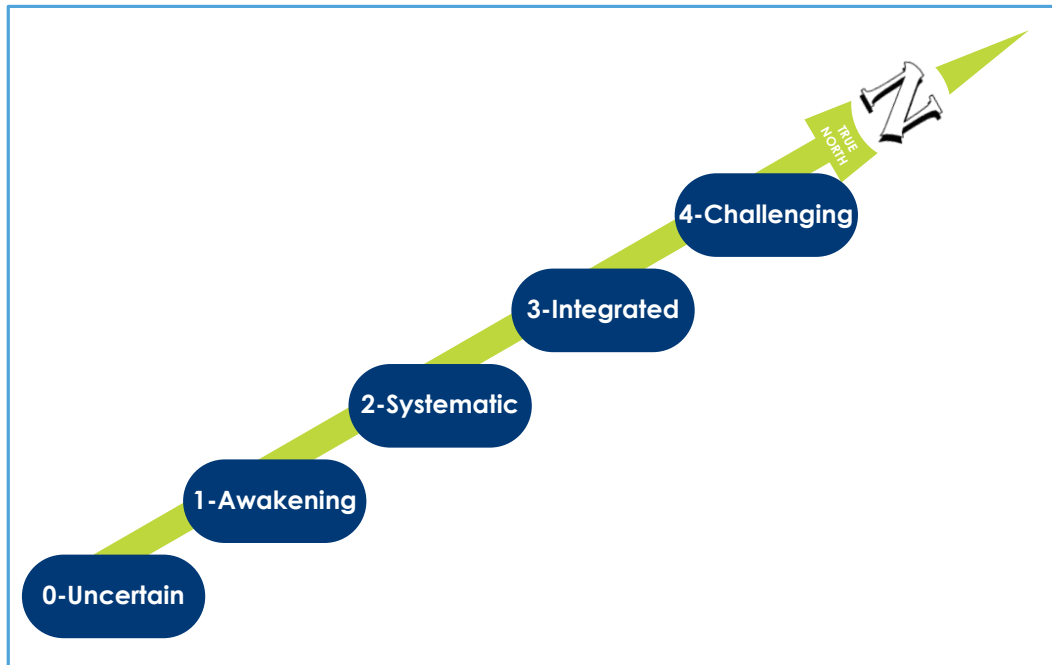 N
TRUE
NORTH
4-Challenging
3-Integrated
2-Systematic
1-Awakening
0-Uncertain